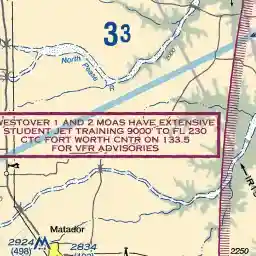 3³
North
Pease
R
WESTOVER 1 AND 2 MOAS HAVE EXTENSIVE
STUDENT JET TRAINING 9000' TO FL 230
CTC FORT WORTH CNTR ON 133.5
FOR VFR ADVISORIES
Matador
2924
(498)
2834
2250